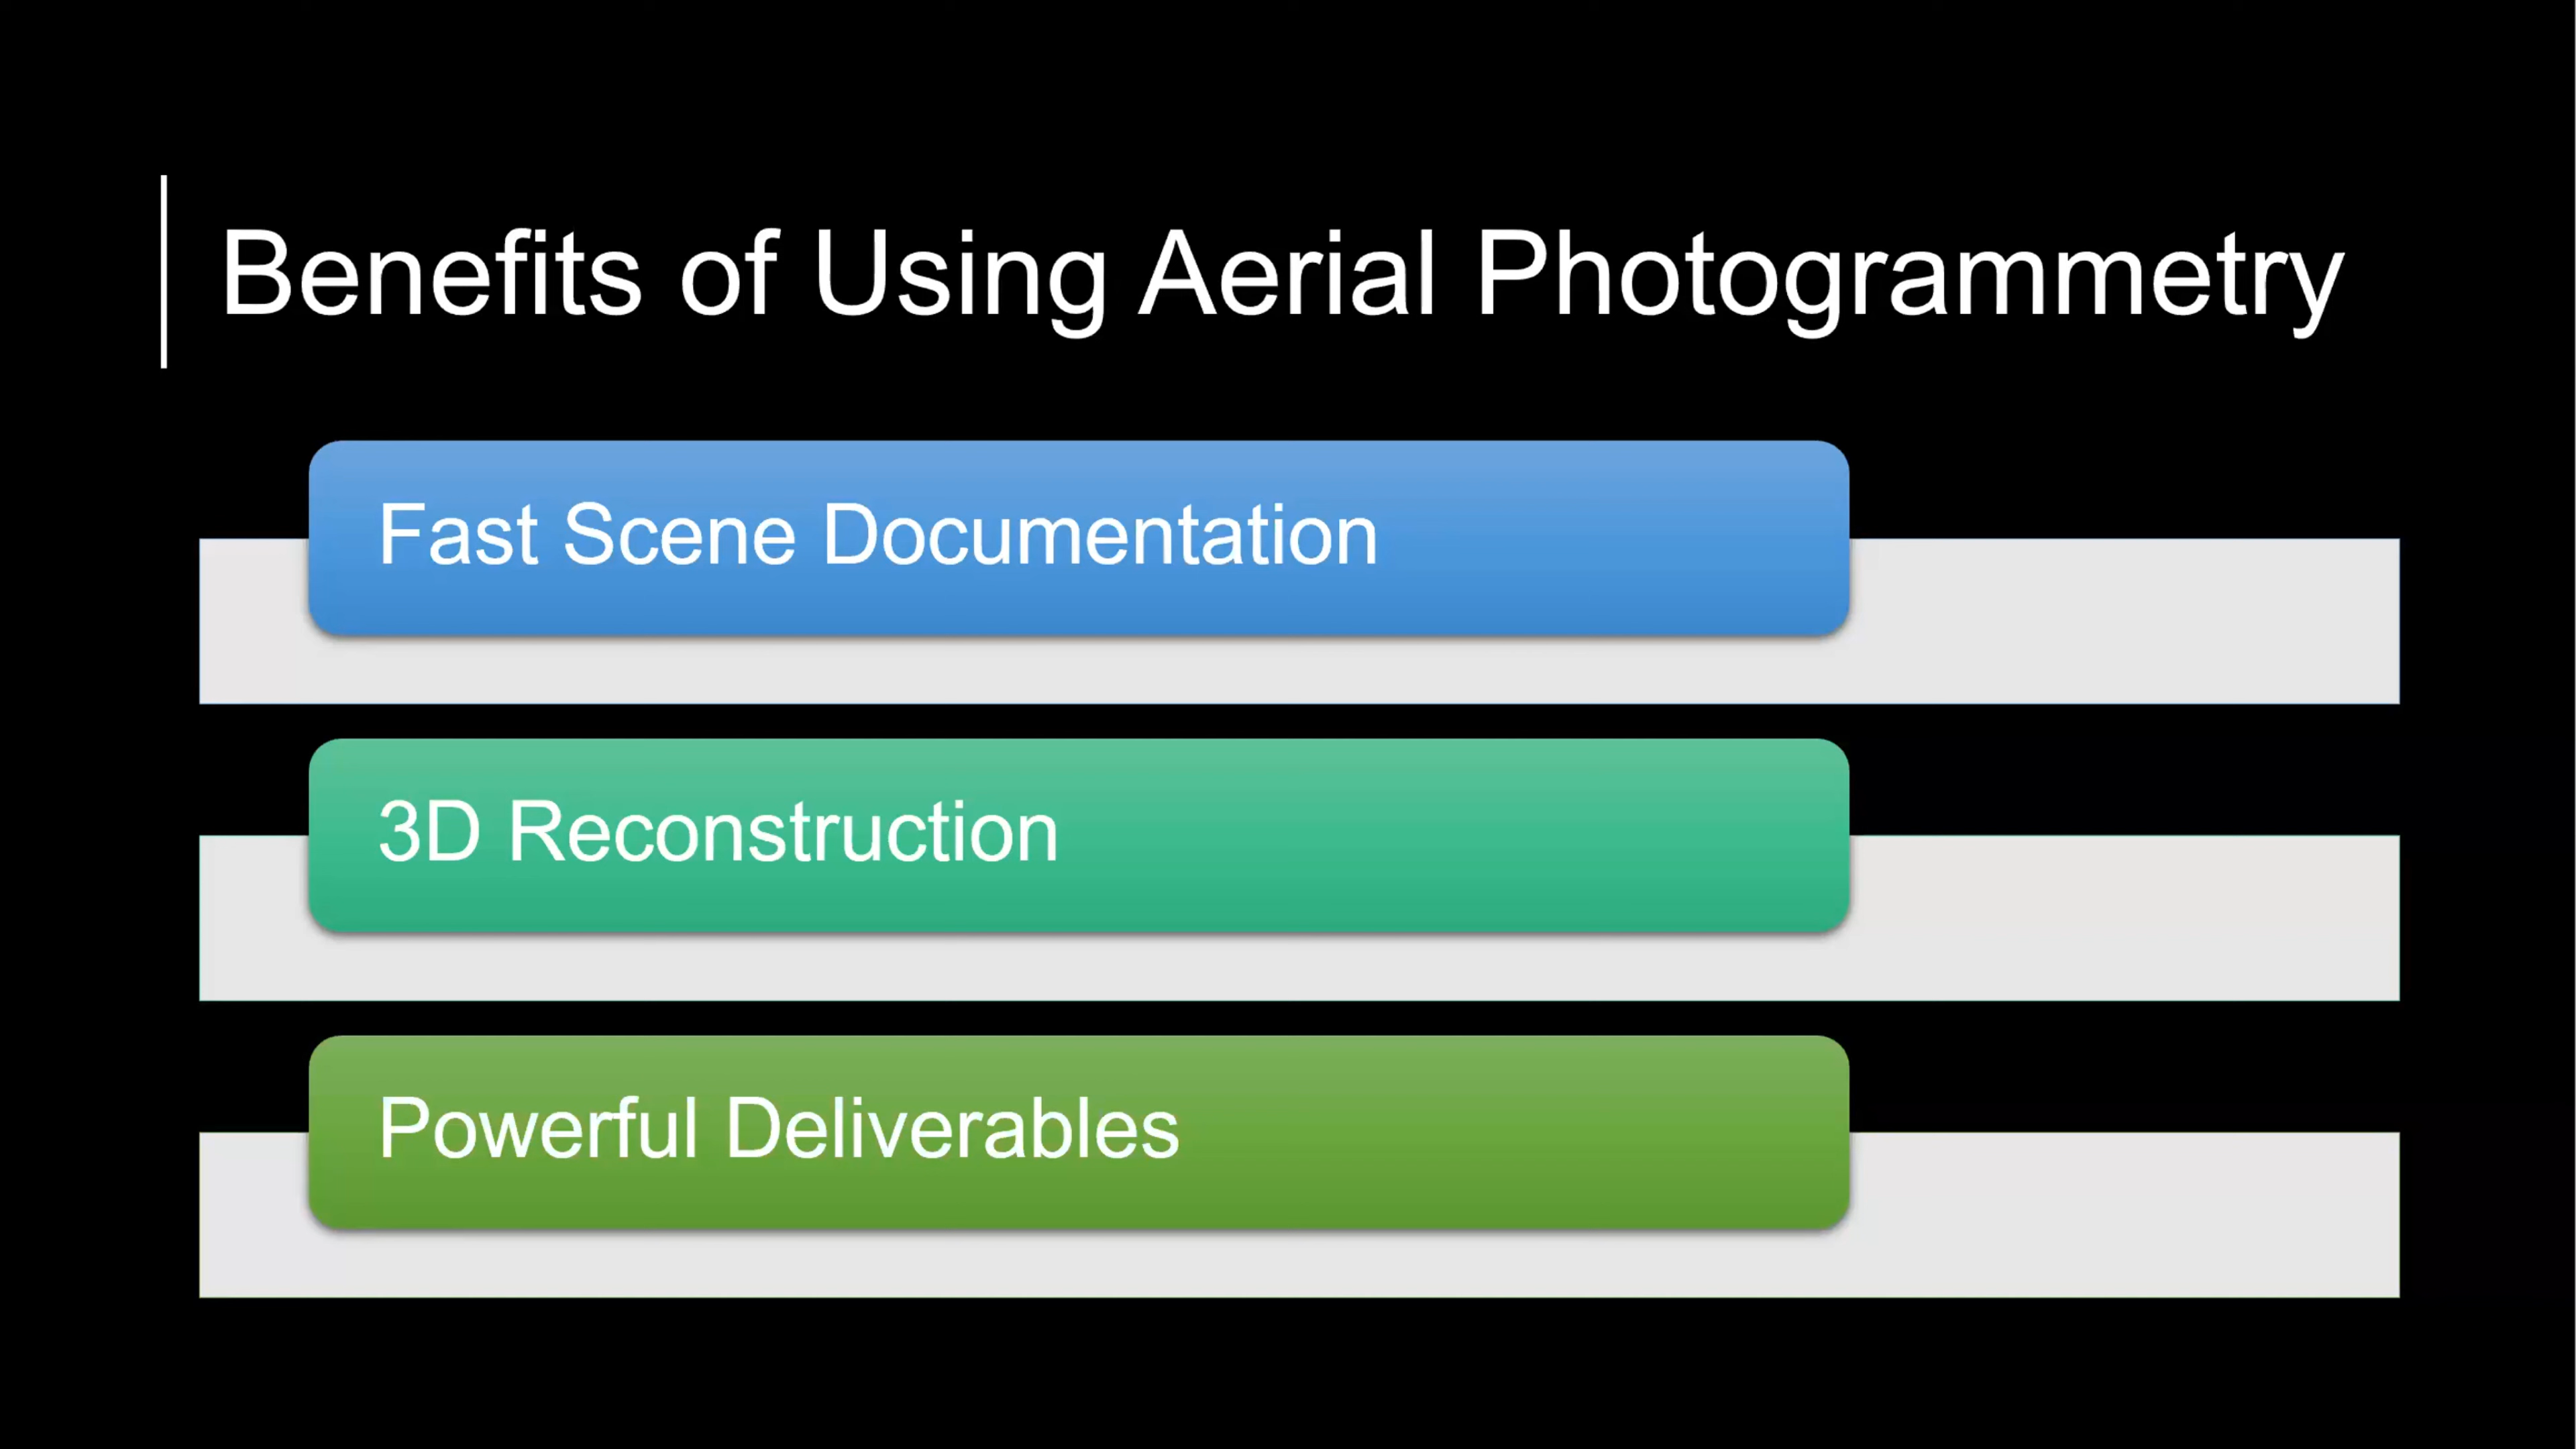 Benefits of Using Aerial Photogrammetry
Fast Scene Documentation
3D Reconstruction
Powerful Deliverables